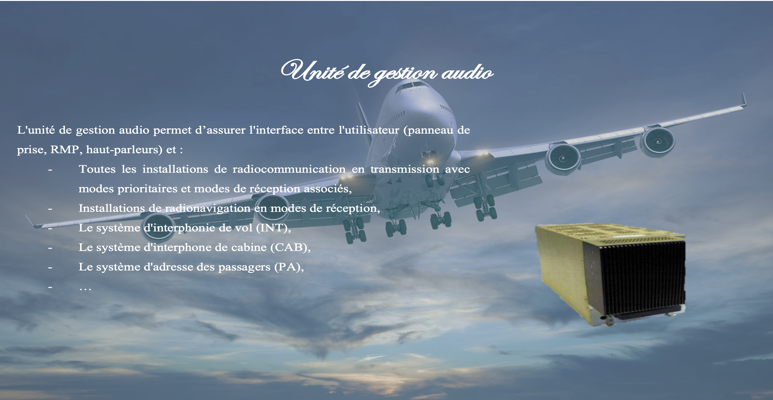 Unité de gestion audio
L'unité de gestion audio permet d’assurer l'interface entre l'utilisateur (panneau de
prise, RMP, haut-parleurs) et :
- Toutes les installations de radiocommunication en transmission avec
modes prioritaires et modes de réception associés,
- Installations de radionavigation en modes de réception,
- Le système d'interphonie de vol (INT),
- Le système d'interphone de cabine (CAB),
- Le système d'adresse des passagers (PA),
- …